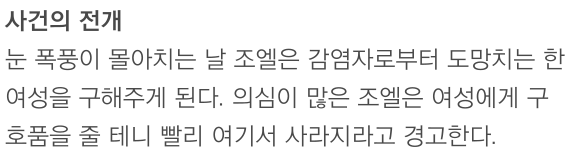 사건의 전개
눈 폭풍이 몰아치는 날 조엘은 감염자로부터 도망치는 한
여성을 구해주게 된다. 의심이 많은 조엘은 여성에게 구
호품을 줄 테니 빨리 여기서 사라지라고 경고한다.